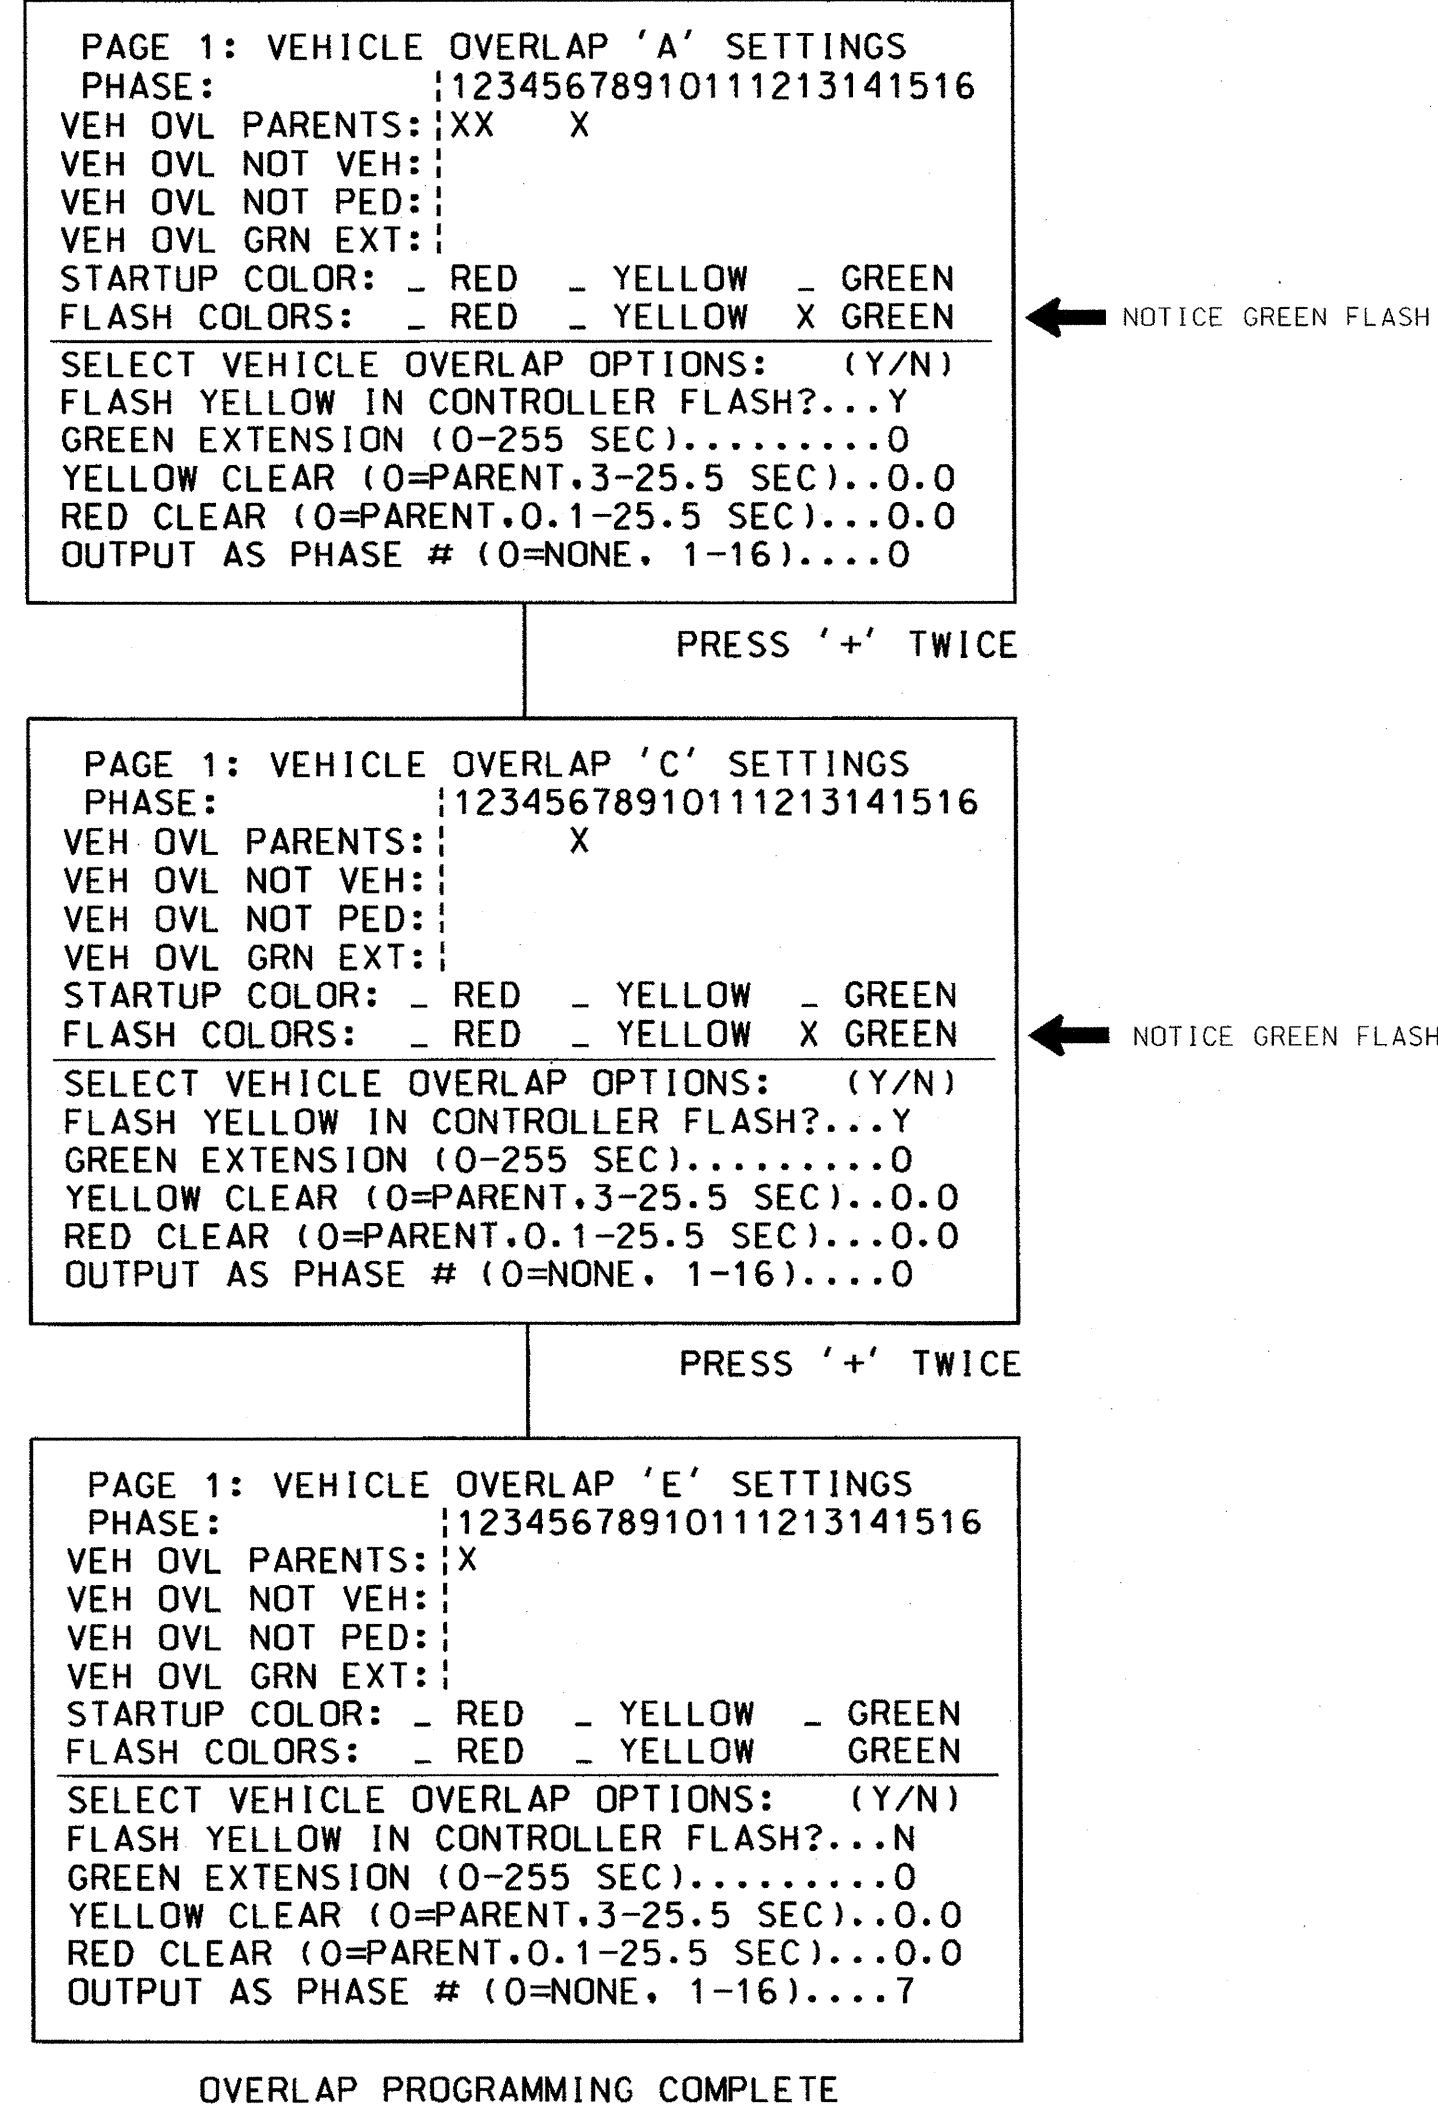 PAGE 1: VEHICLE OVERLAP 'A' SETTINGS
PHASE: |12345678910111213141516
VEH OVL PARENTS:|XX X
VEH OVL NOT VEH:|
VEH OVL NOT PED:|
VEH OVL GRN EXT:|
STARTUP COLOR: _ RED _ YELLOW _ GREEN
FLASH COLORS: _ RED _ YELLOW X GREEN
NOTICE GREEN FLASH
SELECT VEHICLE OVERLAP OPTIONS: (Y/N)
FLASH YELLOW IN CONTROLLER FLASH?...Y
GREEN EXTENSION (0-255 SEC).........0
YELLOW CLEAR (0=PARENT,3-25.5 SEC)..0.0
RED CLEAR (0=PARENT,0.1-25.5 SEC)...0.0
OUTPUT AS PHASE # (0=NONE, 1-16)....0
PRESS '+' TWICE
PAGE 1: VEHICLE OVERLAP 'C' SETTINGS
PHASE: |12345678910111213141516
VEH OVL PARENTS:| X
VEH OVL NOT VEH:|
VEH OVL NOT PED:|
VEH OVL GRN EXT:|
STARTUP COLOR: _ RED _ YELLOW _ GREEN
FLASH COLORS: _ RED _ YELLOW X GREEN
NOTICE GREEN FLASH
SELECT VEHICLE OVERLAP OPTIONS: (Y/N)
FLASH YELLOW IN CONTROLLER FLASH?...Y
GREEN EXTENSION (0-255 SEC).........0
YELLOW CLEAR (0=PARENT,3-25.5 SEC)..0.0
RED CLEAR (0=PARENT,0.1-25.5 SEC)...0.0
OUTPUT AS PHASE # (0=NONE, 1-16)....0
PRESS '+' TWICE
PAGE 1: VEHICLE OVERLAP 'E' SETTINGS
PHASE: |12345678910111213141516
VEH OVL PARENTS:|X
VEH OVL NOT VEH:|
VEH OVL NOT PED:|
VEH OVL GRN EXT:|
STARTUP COLOR: _ RED _ YELLOW _ GREEN
FLASH COLORS: _ RED _ YELLOW GREEN
SELECT VEHICLE OVERLAP OPTIONS: (Y/N)
FLASH YELLOW IN CONTROLLER FLASH?...N
GREEN EXTENSION (0-255 SEC).........0
YELLOW CLEAR (0=PARENT,3-25.5 SEC)..0.0
RED CLEAR (0=PARENT,0.1-25.5 SEC)...0.0
OUTPUT AS PHASE # (0=NONE, 1-16)....7
OVERLAP PROGRAMMING COMPLETE